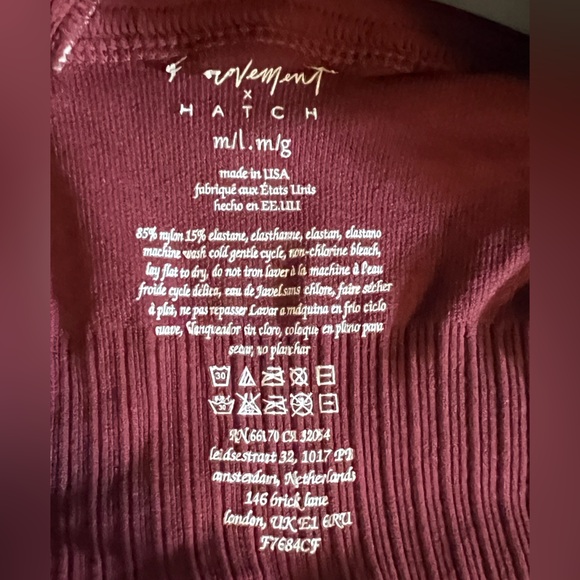 movement
x
HATCH
m/l.m/g
made in USA
fabriqué aux États Unis
hecho en EE.UU
85% nylon 15% elastane, elasthanne, elastan, elastano
machine wash cold gentle cycle, non-chlorine bleach,
lay flat to dry, do not iron laver à la machine à l'eau
froide cycle délica, eau de Javel sans chlore, faire sécher
à plat, ne pas repasser Lavar a máquina en frío ciclo
suave, Vanqueador sin cloro, coloque en pleno para
secar, no planchar
30
30
RN 66170 CA 32054
leidsestraat 32, 1017 PB
amsterdam, Netherlands
146 brick lane
london, UK E1 6RU
F7684CF